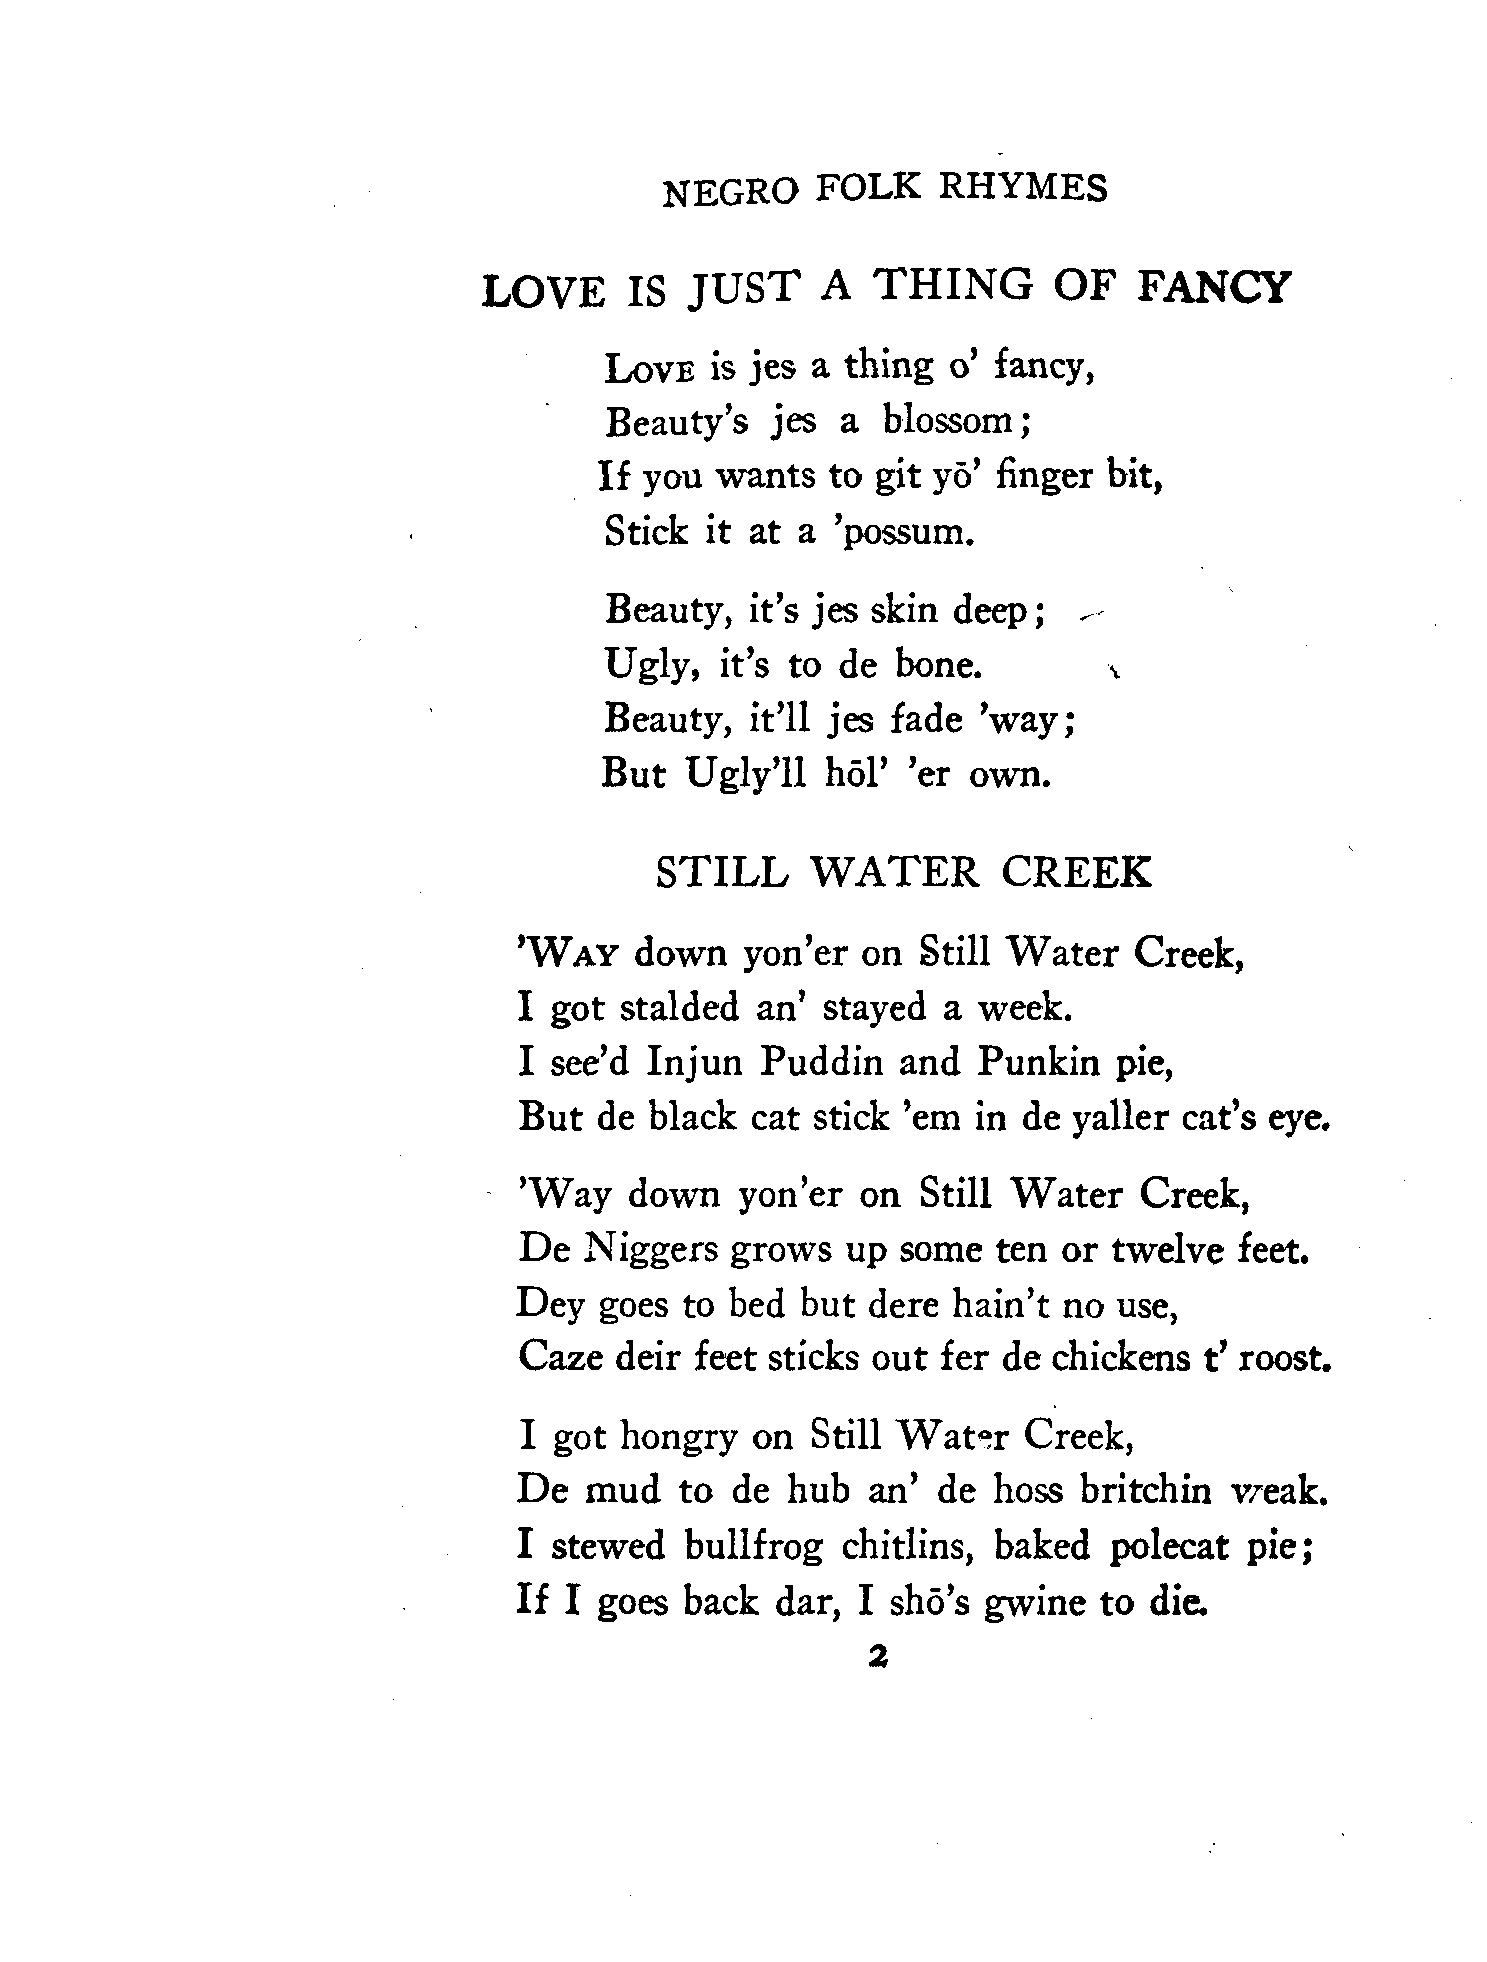 NEGRO FOLK RHYMES
LOVE IS JUST A THING OF FANCY
LOVE is jes a thing o' fancy,
Beauty's jes a blossom;
If you wants to git yō' finger bit,
Stick it at a 'possum.
Beauty, it's jes skin deep;
Ugly, it's to de bone.
Beauty, it'll jes fade 'way;
But Ugly'll hōl' 'er own.
STILL WATER CREEK
'WAY down yon'er on Still Water Creek,
I got stalded an' stayed a week.
I see'd Injun Puddin and Punkin pie,
But de black cat stick 'em in de yaller cat's eye.
'Way down yon'er on Still Water Creek,
De Niggers grows up some ten or twelve feet.
Dey goes to bed but dere hain't no use,
Caze deir feet sticks out fer de chickens t' roost.
I got hongry on Still Water Creek,
De mud to de hub an' de hoss britchin weak.
I stewed bullfrog chitlins, baked polecat pie;
If I goes back dar, I shō's gwine to die.
2